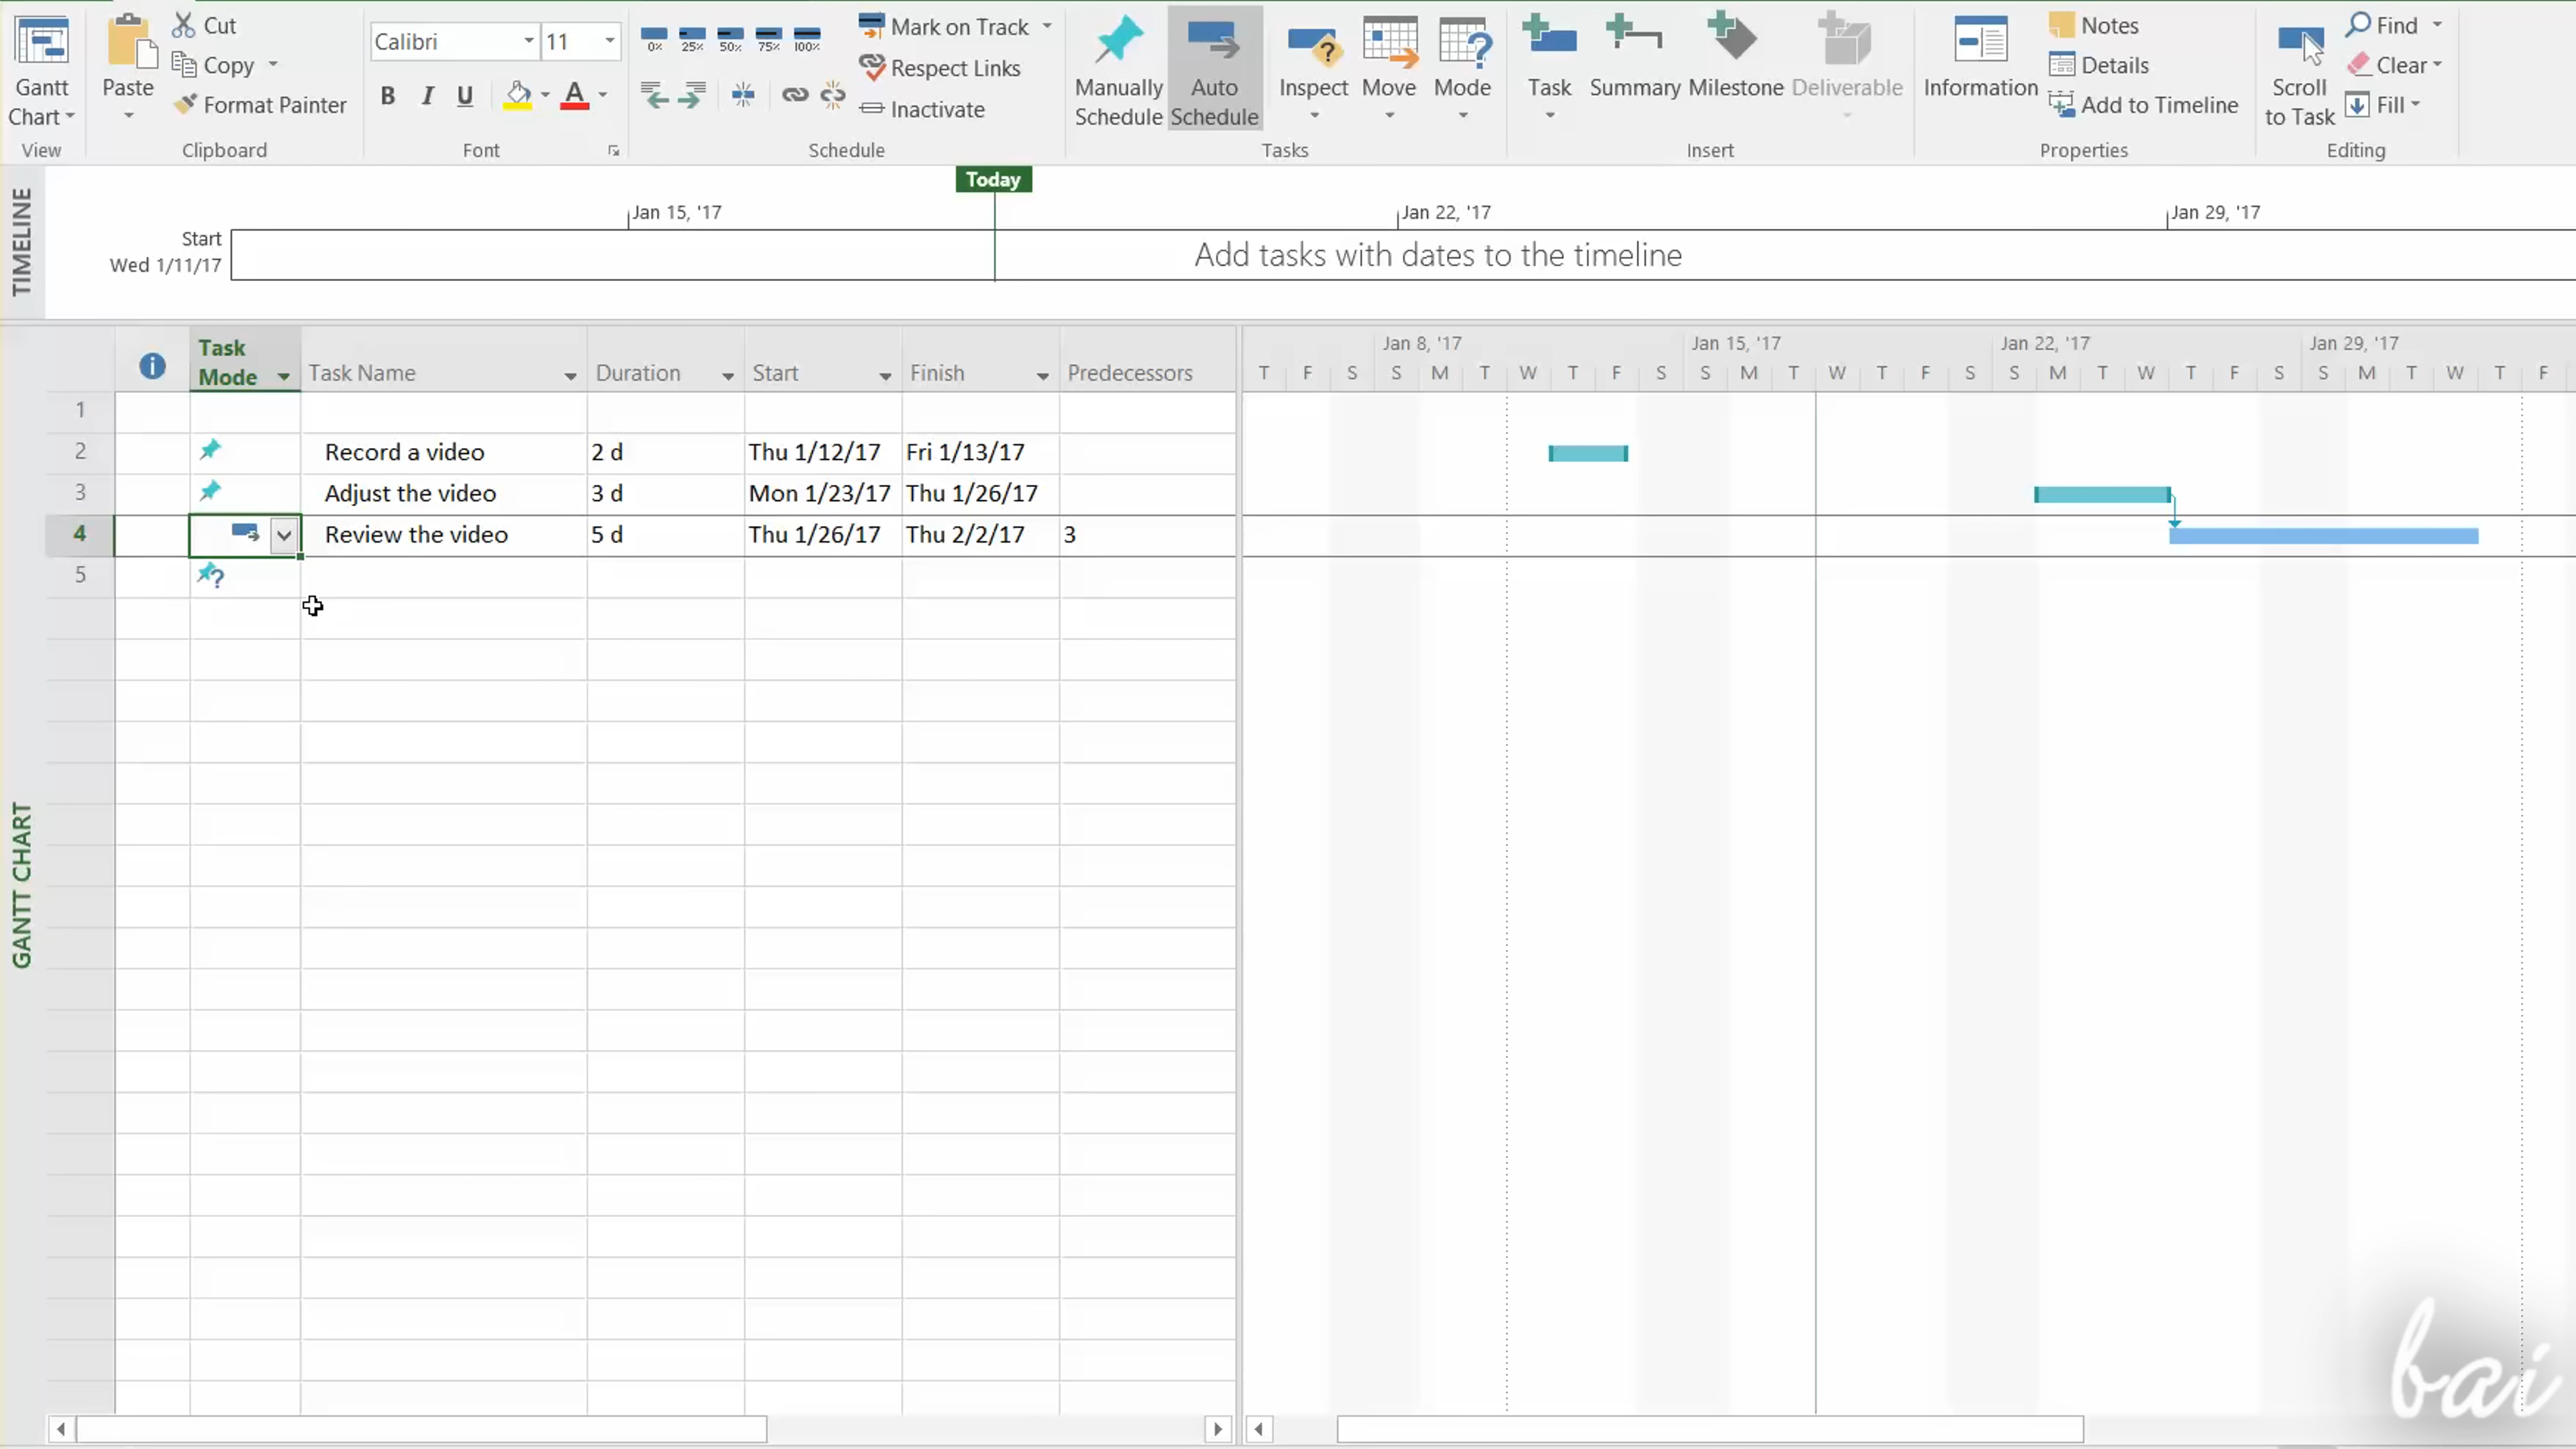 Gantt Chart
View
Paste
Cut
Copy
Format Painter
Clipboard
Calibri 11
B I U A
Font
0% 25% 50% 75% 100%
Mark on Track
Respect Links
Inactivate
Schedule
Manually Schedule
Auto Schedule
Inspect
Move
Mode
Tasks
Task
Summary
Milestone
Deliverable
Insert
Information
Notes
Details
Add to Timeline
Properties
Scroll to Task
Find
Clear
Fill
Editing
TIMELINE
Today
Jan 15, '17 Jan 22, '17 Jan 29, '17
Start
Wed 1/11/17
Add tasks with dates to the timeline
GANTT CHART
Task Mode Task Name Duration Start Finish Predecessors
1
2 Record a video 2 d Thu 1/12/17 Fri 1/13/17
3 Adjust the video 3 d Mon 1/23/17 Thu 1/26/17
4 Review the video 5 d Thu 1/26/17 Thu 2/2/17 3
5
Jan 8, '17 Jan 15, '17 Jan 22, '17 Jan 29, '17
T F S S M T W T F S S M T W T F S S M T W T F S S M T W T F
bai